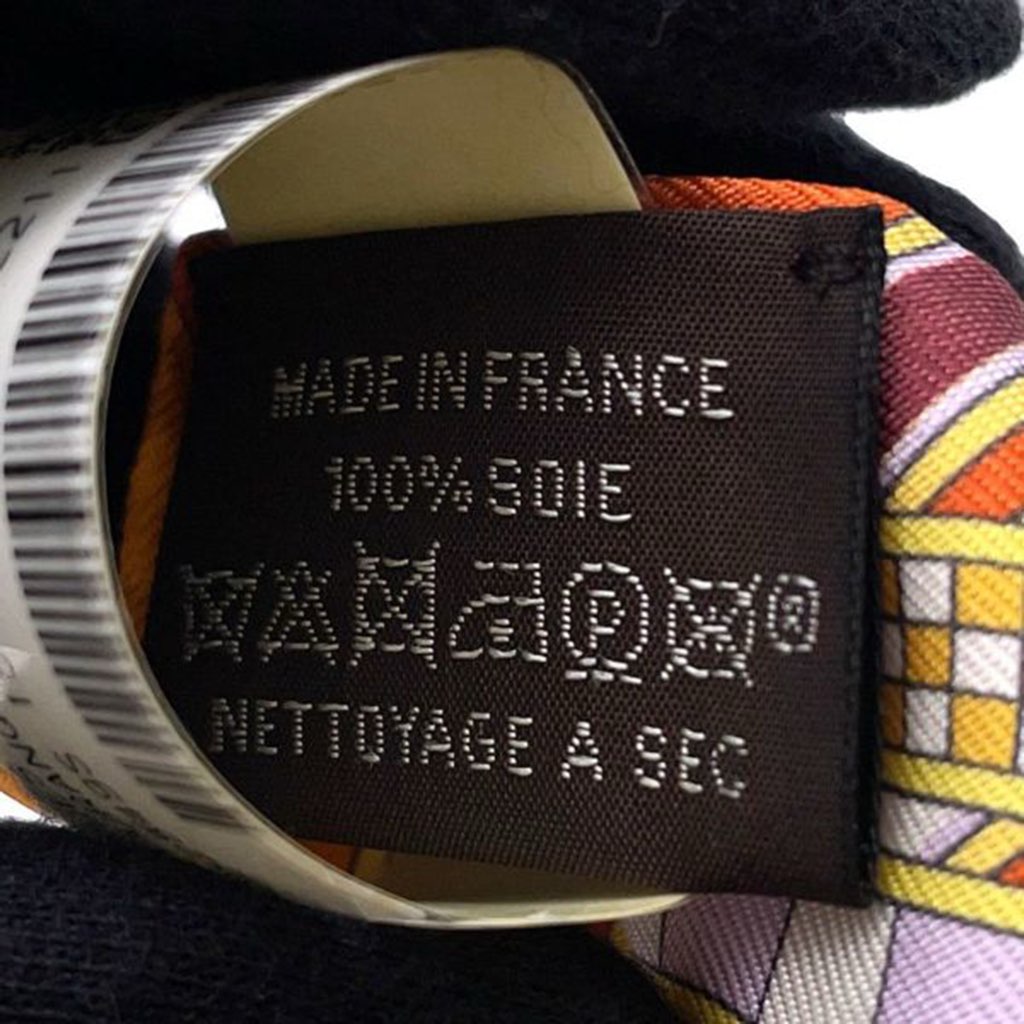 MADE IN FRANCE
100% SOIE
P ®
NETTOYAGE A SEC